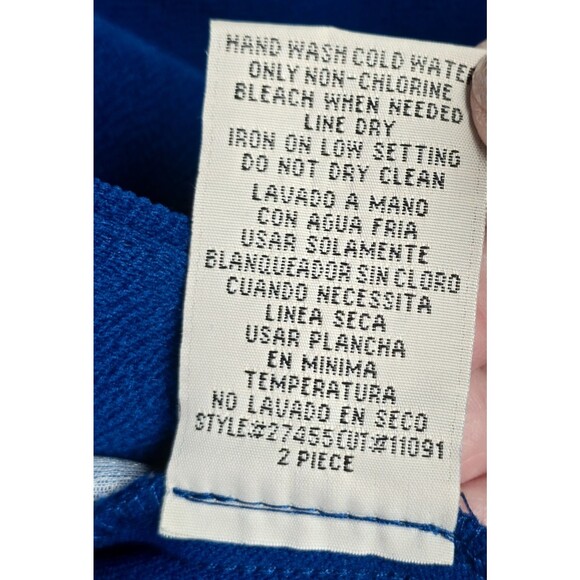 HAND WASH COLD WATE
ONLY NON-CHLORINE
BLEACH WHEN NEEDED
LINE DRY
IRON ON LOW SETTING
DO NOT DRY CLEAN
LAVADO A MANO
CON AGUA FRIA
USAR SOLAMENTE
BLANQUEADOR SIN CLORO
CUANDO NECESSITA
LINEA SECA
USAR PLANCHA
EN MINIMA
TEMPERATURA
NO LAVADO EN SECO
STYLE#27455CUT#11091
2 PIECE